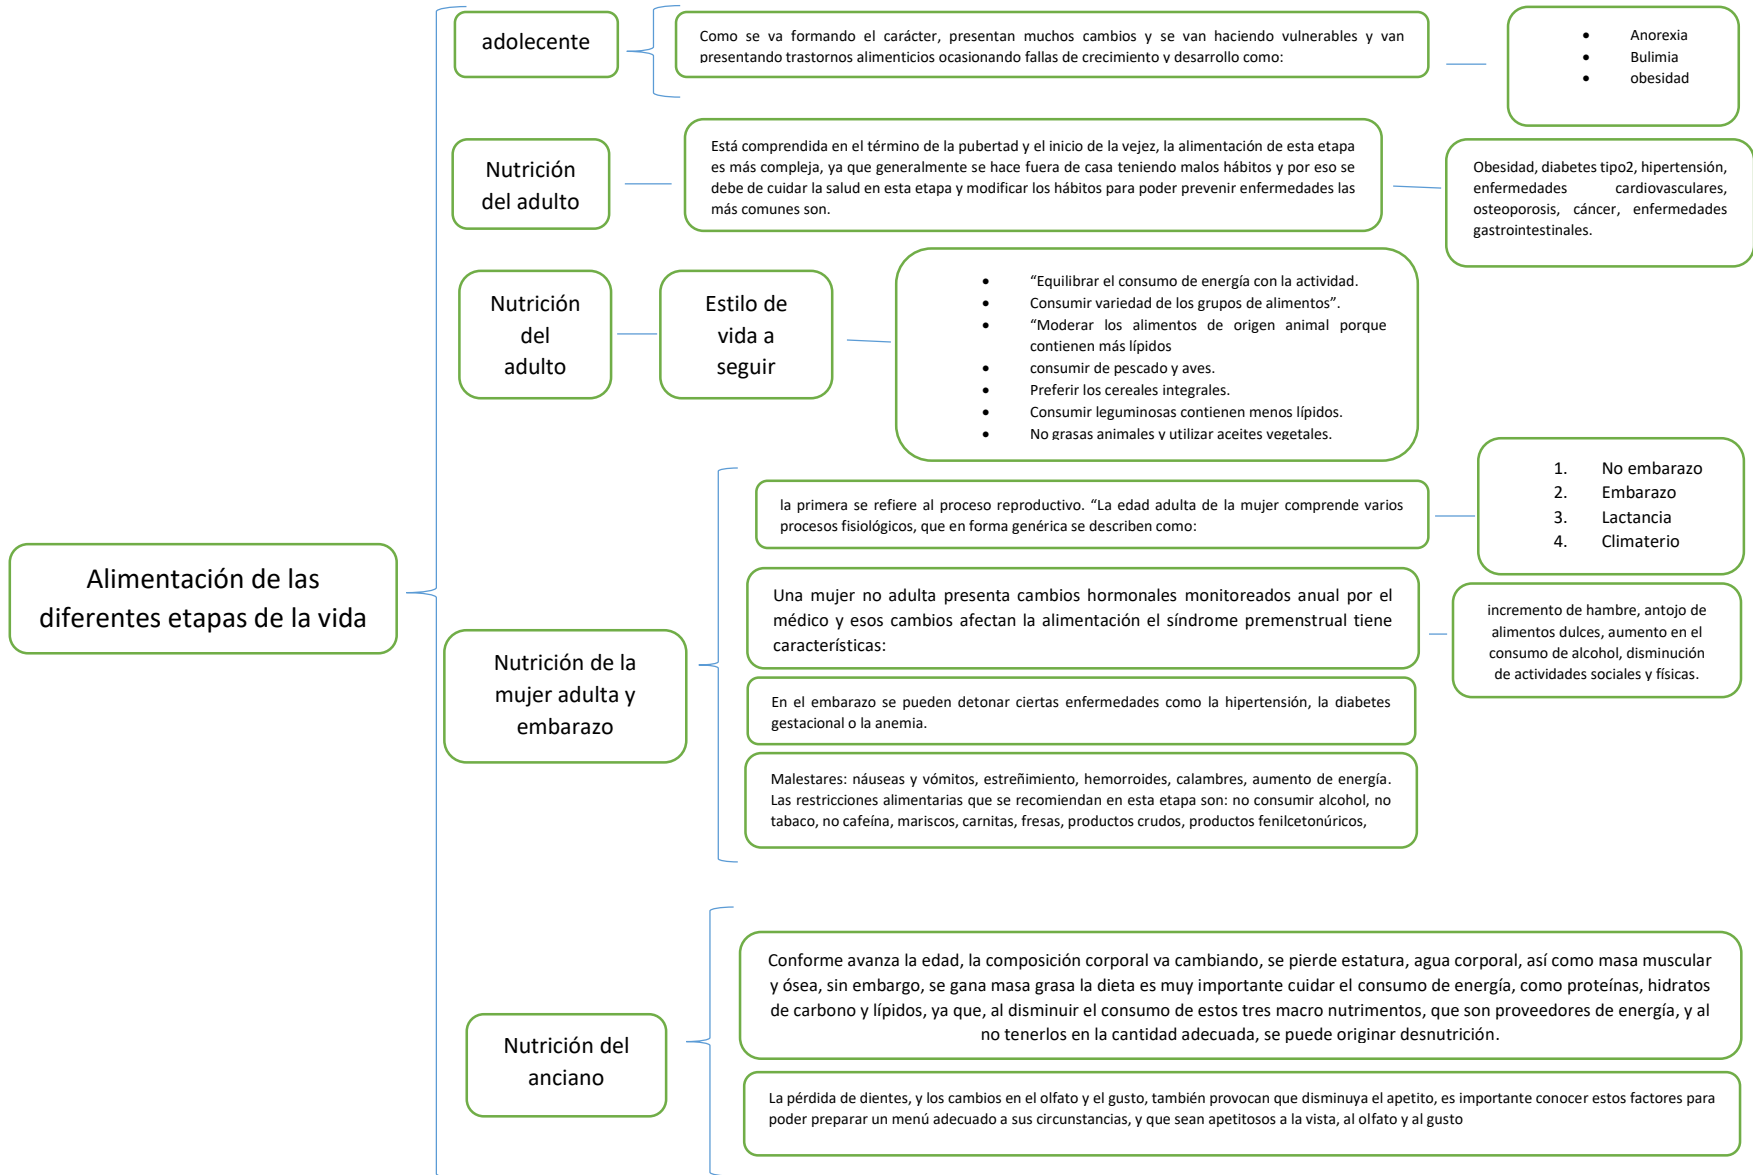 adolecente
Como se va formando el carácter, presentan muchos cambios y se van haciendo vulnerables y van
presentando trastornos alimenticios ocasionando fallas de crecimiento y desarrollo como:
• Anorexia
• Bulimia
• obesidad
Nutrición
del adulto
Está comprendida en el término de la pubertad y el inicio de la vejez, la alimentación de esta etapa
es más compleja, ya que generalmente se hace fuera de casa teniendo malos hábitos y por eso se
debe de cuidar la salud en esta etapa y modificar los hábitos para poder prevenir enfermedades las
más comunes son.
Obesidad, diabetes tipo2, hipertensión,
enfermedades cardiovasculares,
osteoporosis, cáncer, enfermedades
gastrointestinales.
Nutrición
del
adulto
Estilo de
vida a
seguir
• “Equilibrar el consumo de energía con la actividad.
• Consumir variedad de los grupos de alimentos”.
• “Moderar los alimentos de origen animal porque
contienen más lípidos
• consumir de pescado y aves.
• Preferir los cereales integrales.
• Consumir leguminosas contienen menos lípidos.
• No grasas animales y utilizar aceites vegetales.
Alimentación de las
diferentes etapas de la vida
Nutrición de la
mujer adulta y
embarazo
la primera se refiere al proceso reproductivo. “La edad adulta de la mujer comprende varios
procesos fisiológicos, que en forma genérica se describen como:
1. No embarazo
2. Embarazo
3. Lactancia
4. Climaterio
Una mujer no adulta presenta cambios hormonales monitoreados anual por el
médico y esos cambios afectan la alimentación el síndrome premenstrual tiene
características:
incremento de hambre, antojo de
alimentos dulces, aumento en el
consumo de alcohol, disminución
de actividades sociales y físicas.
En el embarazo se pueden detonar ciertas enfermedades como la hipertensión, la diabetes
gestacional o la anemia.
Malestares: náuseas y vómitos, estreñimiento, hemorroides, calambres, aumento de energía.
Las restricciones alimentarias que se recomiendan en esta etapa son: no consumir alcohol, no
tabaco, no cafeína, mariscos, carnitas, fresas, productos crudos, productos fenilcetonúricos,
Nutrición del
anciano
Conforme avanza la edad, la composición corporal va cambiando, se pierde estatura, agua corporal, así como masa muscular
y ósea, sin embargo, se gana masa grasa la dieta es muy importante cuidar el consumo de energía, como proteínas, hidratos
de carbono y lípidos, ya que, al disminuir el consumo de estos tres macro nutrimentos, que son proveedores de energía, y al
no tenerlos en la cantidad adecuada, se puede originar desnutrición.
La pérdida de dientes, y los cambios en el olfato y el gusto, también provocan que disminuya el apetito, es importante conocer estos factores para
poder preparar un menú adecuado a sus circunstancias, y que sean apetitosos a la vista, al olfato y al gusto